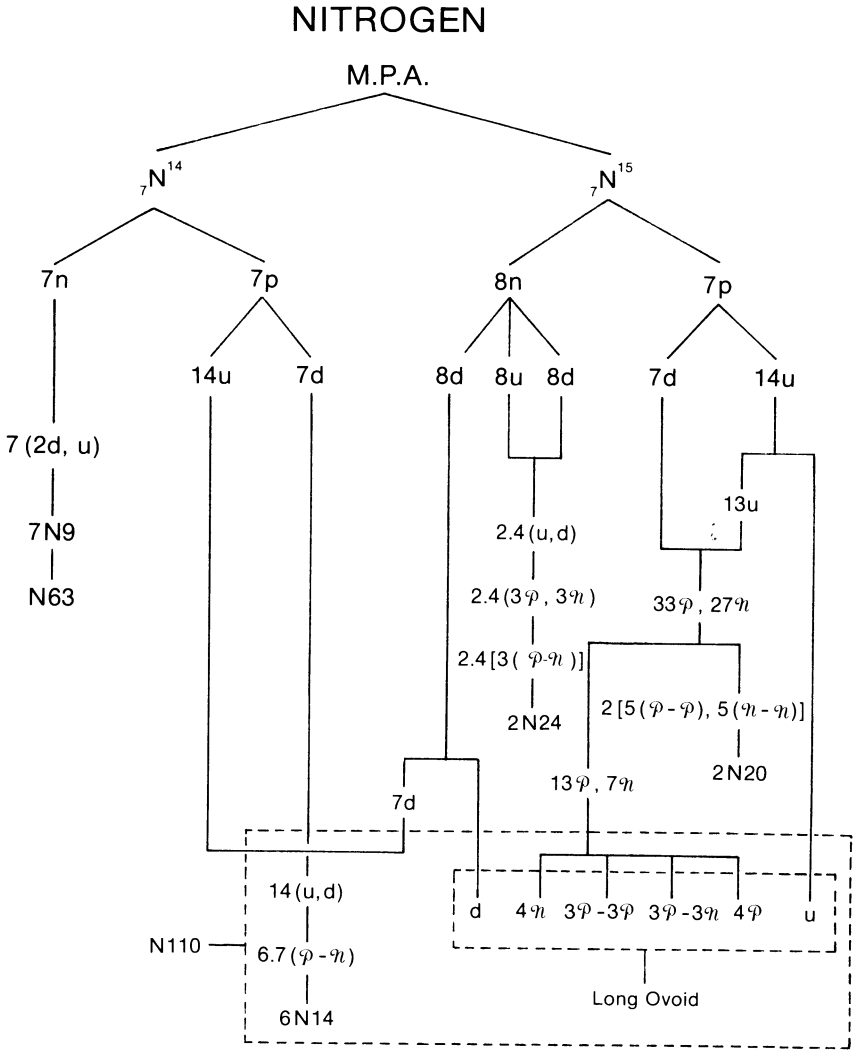 NITROGEN
M.P.A.
₇N¹⁴ ₇N¹⁵
7n 7p 8n 7p
14u 7d 8d 8u 8d 7d 14u
7 (2d, u)
13u
7N9 2.4 (u, d)
N63 2.4 (3𝒫, 3𝓃) 33𝒫, 27𝓃
2.4 [3 ( 𝒫-𝓃 )]
2N24 2 [5 (𝒫-𝒫), 5 (𝓃-𝓃)]
2N20
7d 13𝒫, 7𝓃
14 (u, d)
d 4𝓃 3𝒫-3𝒫 3𝒫-3𝓃 4𝒫 u
N110 6.7 (𝒫-𝓃)
Long Ovoid
6N14